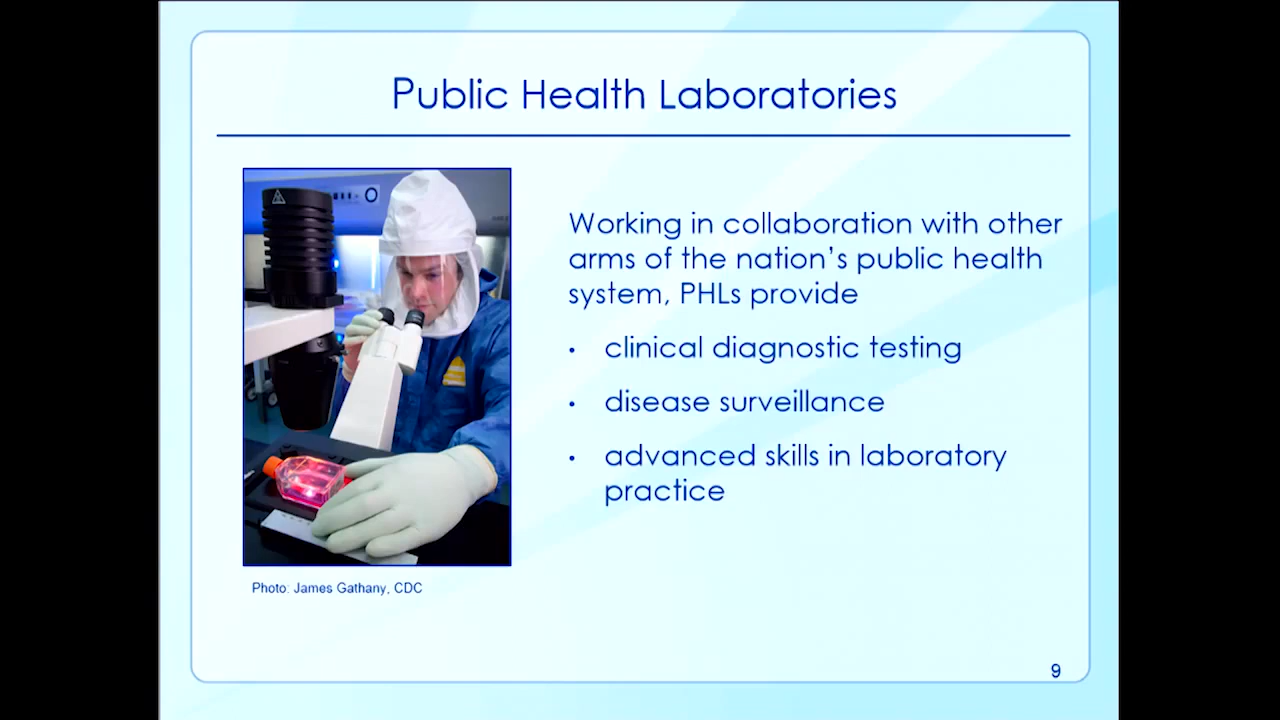 Public Health Laboratories
Working in collaboration with other
arms of the nation's public health
system, PHLs provide
• clinical diagnostic testing
• disease surveillance
• advanced skills in laboratory
practice
Photo: James Gathany, CDC
9